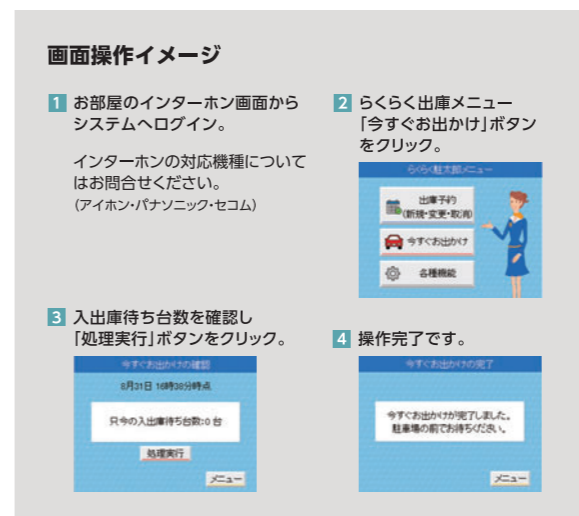 画面操作イメージ
1 お部屋のインターホン画面から
システムへログイン。
インターホンの対応機種について
はお問合せください。
(アイホン・パナソニック・セコム)
2 らくらく出庫メニュー
「今すぐお出かけ」ボタン
をクリック。
らくらく駐太郎メニュー
出庫予約
(新規・変更・取消)
今すぐお出かけ
各種機能
3 入出庫待ち台数を確認し
「処理実行」ボタンをクリック。
今すぐお出かけの確認
8月31日 16時38分時点
只今の入出庫待ち台数:0 台
処理実行
メニュー
4 操作完了です。
今すぐお出かけの完了
今すぐお出かけが完了しました。
駐車場の前でお待ちください。
メニュー